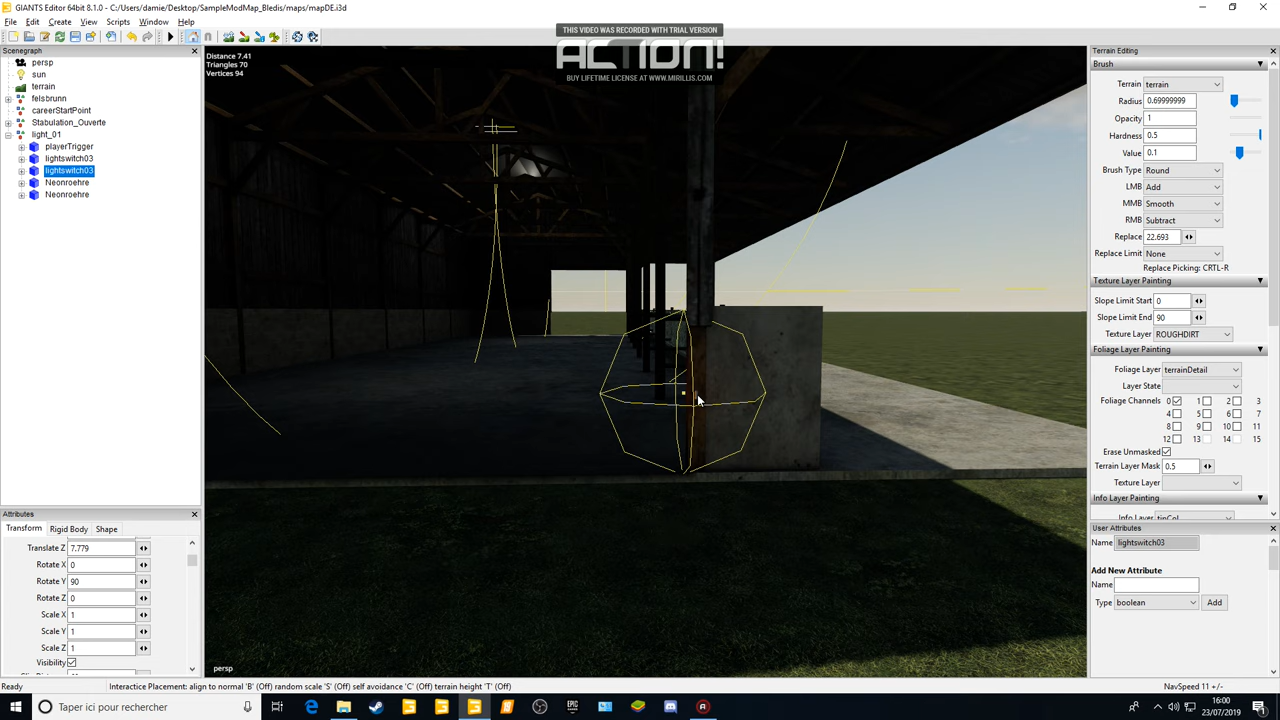 GIANTS Editor 64bit 8.1.0 - C:/Users/damie/Desktop/SampleModMap_Bledis/maps/mapDE.i3d
File Edit Create View Scripts Window Help
THIS VIDEO WAS RECORDED WITH TRIAL VERSION
ACTION!
BUY LIFETIME LICENSE AT WWW.MIRILLIS.COM
Scenegraph
persp
sun
terrain
felsbrunn
careerStartPoint
Stabulation_Ouverte
light_01
playerTrigger
lightswitch03
lightswitch03
Neonroehre
Neonroehre
Attributes
Transform Rigid Body Shape
Translate Z 7.779
Rotate X 0
Rotate Y 90
Rotate Z 0
Scale X 1
Scale Y 1
Scale Z 1
Visibility
Distance 7.41
Triangles 70
Vertices 94
persp
Terrain Editing
Brush
Terrain terrain
Radius 0.69999999
Opacity 1
Hardness 0.5
Value 0.1
Brush Type Round
LMB Add
MMB Smooth
RMB Subtract
Replace 22.693
Replace Limit None
Replace Picking: CRTL-R
Texture Layer Painting
Slope Limit Start 0
Slope Limit End 90
Texture Layer ROUGHDIRT
Foliage Layer Painting
Foliage Layer terrainDetail
Layer State
Foliage Channels 0 1 2 3
4 5 6 7
8 9 10 11
12 13 14 15
Erase Unmasked
Terrain Layer Mask 0.5
Texture Layer
Info Layer Painting
Info Layer tipCol
User Attributes
Name lightswitch03
Add New Attribute
Name
Type boolean Add
Ready Interactice Placement: align to normal 'B' (Off) random scale 'S' (Off) self avoidance 'C' (Off) terrain height 'T' (Off) NavSpeed 11 +/-
Taper ici pour rechercher
EPIC
16:00
23/07/2019